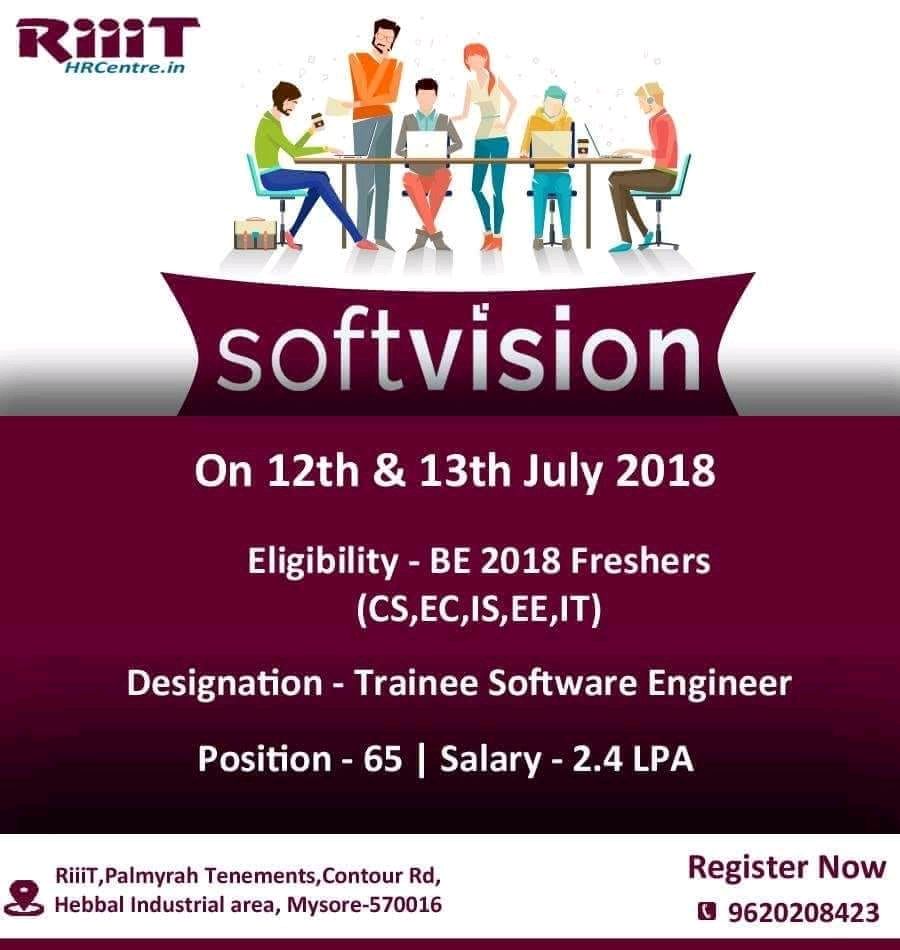 RiiiT
HRCentre.in
softvision
On 12th & 13th July 2018
Eligibility - BE 2018 Freshers
(CS,EC,IS,EE,IT)
Designation - Trainee Software Engineer
Position - 65 | Salary - 2.4 LPA
RiiiT,Palmyrah Tenements,Contour Rd,
Hebbal Industrial area, Mysore-570016
Register Now
9620208423